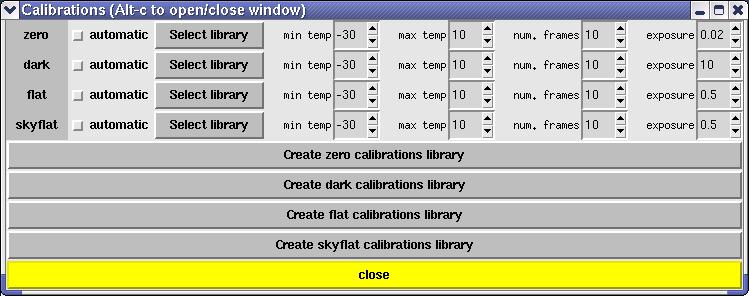 Calibrations (Alt-c to open/close window)
zero automatic Select library min temp -30 max temp 10 num. frames 10 exposure 0.02
dark automatic Select library min temp -30 max temp 10 num. frames 10 exposure 10
flat automatic Select library min temp -30 max temp 10 num. frames 10 exposure 0.5
skyflat automatic Select library min temp -30 max temp 10 num. frames 10 exposure 0.5
Create zero calibrations library
Create dark calibrations library
Create flat calibrations library
Create skyflat calibrations library
close